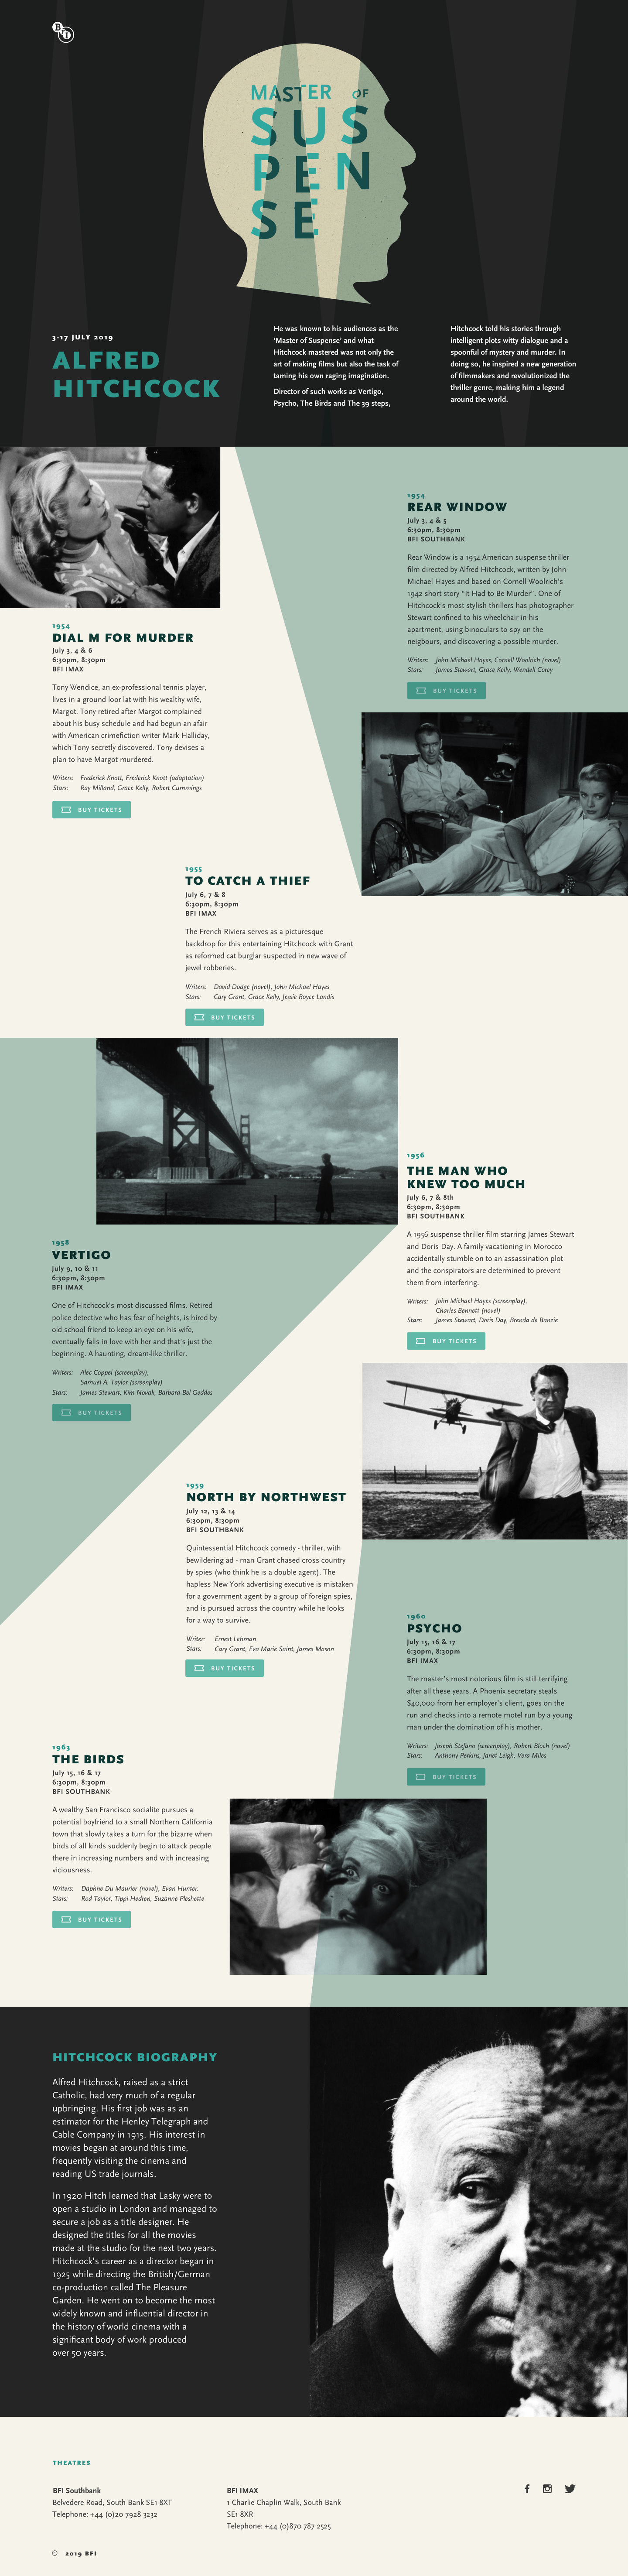 BFI
MASTER OF
SUS
PEN
SE
3-17 JULY 2019
ALFRED
HITCHCOCK
He was known to his audiences as the
‘Master of Suspense’ and what
Hitchcock mastered was not only the
art of making films but also the task of
taming his own raging imagination.
Director of such works as Vertigo,
Psycho, The Birds and The 39 steps,
Hitchcock told his stories through
intelligent plots witty dialogue and a
spoonful of mystery and murder. In
doing so, he inspired a new generation
of filmmakers and revolutionized the
thriller genre, making him a legend
around the world.
1954
REAR WINDOW
July 3, 4 & 5
6:30pm, 8:30pm
BFI SOUTHBANK
Rear Window is a 1954 American suspense thriller
film directed by Alfred Hitchcock, written by John
Michael Hayes and based on Cornell Woolrich's
1942 short story “It Had to Be Murder”. One of
Hitchcock's most stylish thrillers has photographer
Stewart confined to his wheelchair in his
apartment, using binoculars to spy on the
neigbours, and discovering a possible murder.
Writers: John Michael Hayes, Cornell Woolrich (novel)
Stars: James Stewart, Grace Kelly, Wendell Corey
BUY TICKETS
1954
DIAL M FOR MURDER
July 3, 4 & 6
6:30pm, 8:30pm
BFI IMAX
Tony Wendice, an ex-professional tennis player,
lives in a ground loor lat with his wealthy wife,
Margot. Tony retired after Margot complained
about his busy schedule and had begun an afair
with American crimefiction writer Mark Halliday,
which Tony secretly discovered. Tony devises a
plan to have Margot murdered.
Writers: Frederick Knott, Frederick Knott (adaptation)
Stars: Ray Milland, Grace Kelly, Robert Cummings
BUY TICKETS
1955
TO CATCH A THIEF
July 6, 7 & 8
6:30pm, 8:30pm
BFI IMAX
The French Riviera serves as a picturesque
backdrop for this entertaining Hitchcock with Grant
as reformed cat burglar suspected in new wave of
jewel robberies.
Writers: David Dodge (novel), John Michael Hayes
Stars: Cary Grant, Grace Kelly, Jessie Royce Landis
BUY TICKETS
1956
THE MAN WHO
KNEW TOO MUCH
July 6, 7 & 8th
6:30pm, 8:30pm
BFI SOUTHBANK
A 1956 suspense thriller film starring James Stewart
and Doris Day. A family vacationing in Morocco
accidentally stumble on to an assassination plot
and the conspirators are determined to prevent
them from interfering.
Writers: John Michael Hayes (screenplay),
Charles Bennett (novel)
Stars: James Stewart, Doris Day, Brenda de Banzie
BUY TICKETS
1958
VERTIGO
July 9, 10 & 11
6:30pm, 8:30pm
BFI IMAX
One of Hitchcock's most discussed films. Retired
police detective who has fear of heights, is hired by
old school friend to keep an eye on his wife,
eventually falls in love with her and that's just the
beginning. A haunting, dream-like thriller.
Writers: Alec Coppel (screenplay),
Samuel A. Taylor (screenplay)
Stars: James Stewart, Kim Novak, Barbara Bel Geddes
BUY TICKETS
1959
NORTH BY NORTHWEST
July 12, 13 & 14
6:30pm, 8:30pm
BFI SOUTHBANK
Quintessential Hitchcock comedy - thriller, with
bewildering ad - man Grant chased cross country
by spies (who think he is a double agent). The
hapless New York advertising executive is mistaken
for a government agent by a group of foreign spies,
and is pursued across the country while he looks
for a way to survive.
Writer: Ernest Lehman
Stars: Cary Grant, Eva Marie Saint, James Mason
BUY TICKETS
1960
PSYCHO
July 15, 16 & 17
6:30pm, 8:30pm
BFI IMAX
The master's most notorious film is still terrifying
after all these years. A Phoenix secretary steals
$40,000 from her employer's client, goes on the
run and checks into a remote motel run by a young
man under the domination of his mother.
Writers: Joseph Stefano (screenplay), Robert Bloch (novel)
Stars: Anthony Perkins, Janet Leigh, Vera Miles
BUY TICKETS
1963
THE BIRDS
July 15, 16 & 17
6:30pm, 8:30pm
BFI SOUTHBANK
A wealthy San Francisco socialite pursues a
potential boyfriend to a small Northern California
town that slowly takes a turn for the bizarre when
birds of all kinds suddenly begin to attack people
there in increasing numbers and with increasing
viciousness.
Writers: Daphne Du Maurier (novel), Evan Hunter.
Stars: Rod Taylor, Tippi Hedren, Suzanne Pleshette
BUY TICKETS
HITCHCOCK BIOGRAPHY
Alfred Hitchcock, raised as a strict
Catholic, had very much of a regular
upbringing. His first job was as an
estimator for the Henley Telegraph and
Cable Company in 1915. His interest in
movies began at around this time,
frequently visiting the cinema and
reading US trade journals.
In 1920 Hitch learned that Lasky were to
open a studio in London and managed to
secure a job as a title designer. He
designed the titles for all the movies
made at the studio for the next two years.
Hitchcock's career as a director began in
1925 while directing the British/German
co-production called The Pleasure
Garden. He went on to become the most
widely known and influential director in
the history of world cinema with a
significant body of work produced
over 50 years.
THEATRES
BFI Southbank
Belvedere Road, South Bank SE1 8XT
Telephone: +44 (0)20 7928 3232
BFI IMAX
1 Charlie Chaplin Walk, South Bank
SE1 8XR
Telephone: +44 (0)870 787 2525
© 2019 BFI